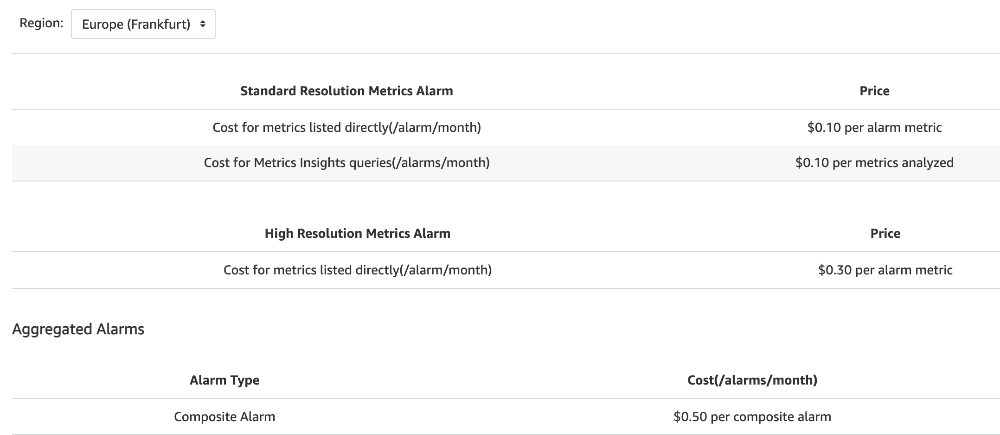 Region: Europe (Frankfurt)
Standard Resolution Metrics Alarm Price
Cost for metrics listed directly(/alarm/month) $0.10 per alarm metric
Cost for Metrics Insights queries(/alarms/month) $0.10 per metrics analyzed
High Resolution Metrics Alarm Price
Cost for metrics listed directly(/alarm/month) $0.30 per alarm metric
Aggregated Alarms
Alarm Type Cost(/alarms/month)
Composite Alarm $0.50 per composite alarm